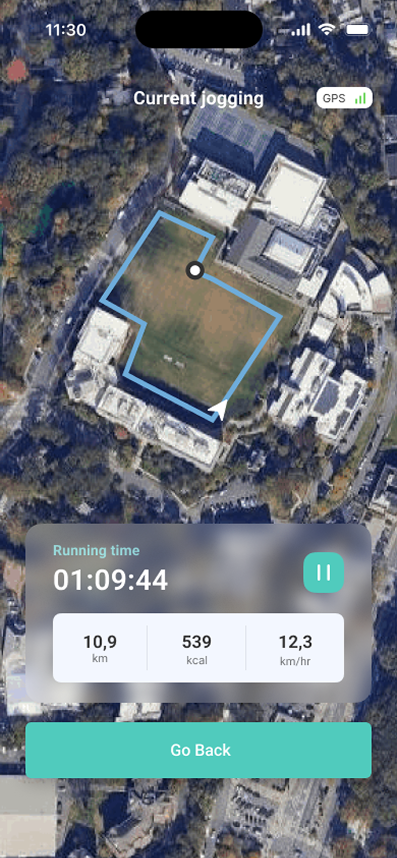 11:30
Current jogging
GPS
Running time
01:09:44
10,9
km
539
kcal
12,3
km/hr
Go Back